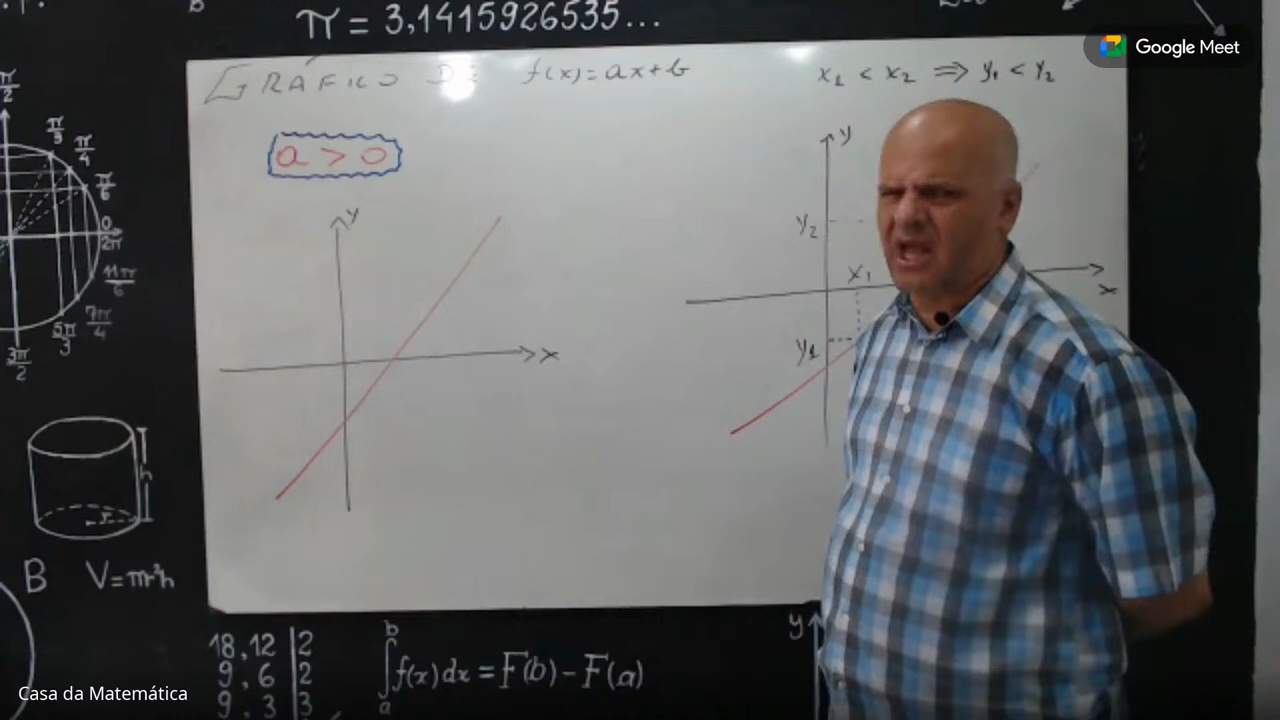 π = 3,1415926535...
Google Meet
GRÁFICO DE f(x) = ax+b
x₁ < x₂ ⇒ y₁ < y₂
a > 0
y
x
y
y₂
x₁
x
y₁
π/2
π/3
π/4
π/6
0
2π
11π/6
7π/4
5π/3
3π/2
h
r
B V=πr²h
18,12 | 2
9, 6 | 2
9, 3 | 3
∫ₐᵇ f(x) dx = F(b) - F(a)
y
Casa da Matemática